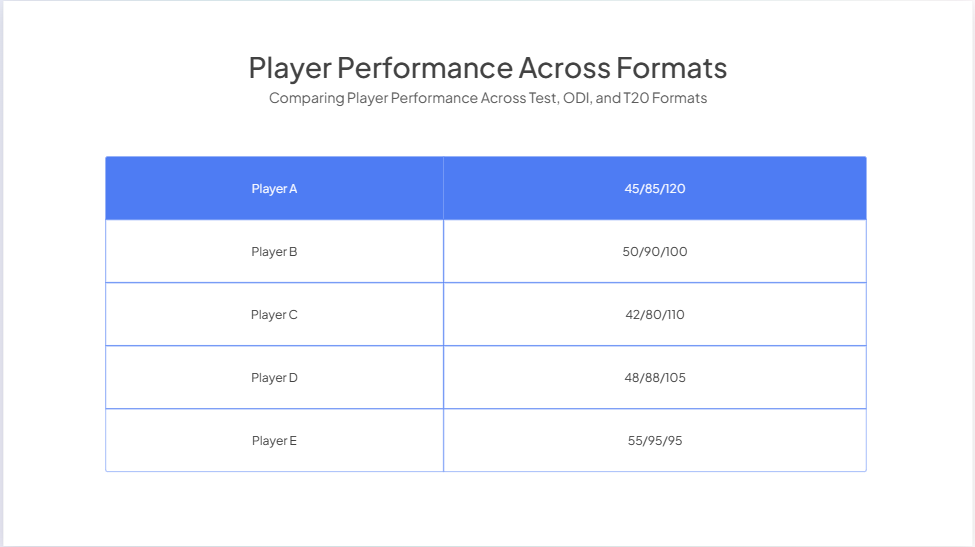 Player Performance Across Formats
Comparing Player Performance Across Test, ODI, and T20 Formats
Player A 45/85/120
Player B 50/90/100
Player C 42/80/110
Player D 48/88/105
Player E 55/95/95